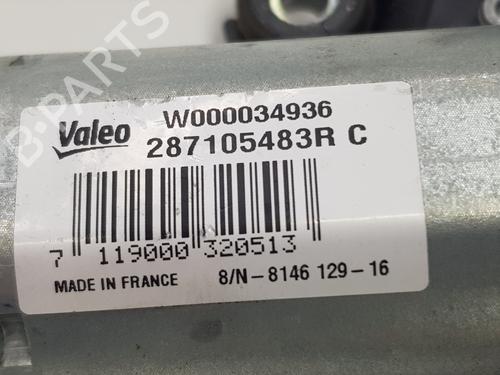 B-PARTS
Valeo
W000034936
287105483R C
7 119000 320513
MADE IN FRANCE
8/N-8146 129-16